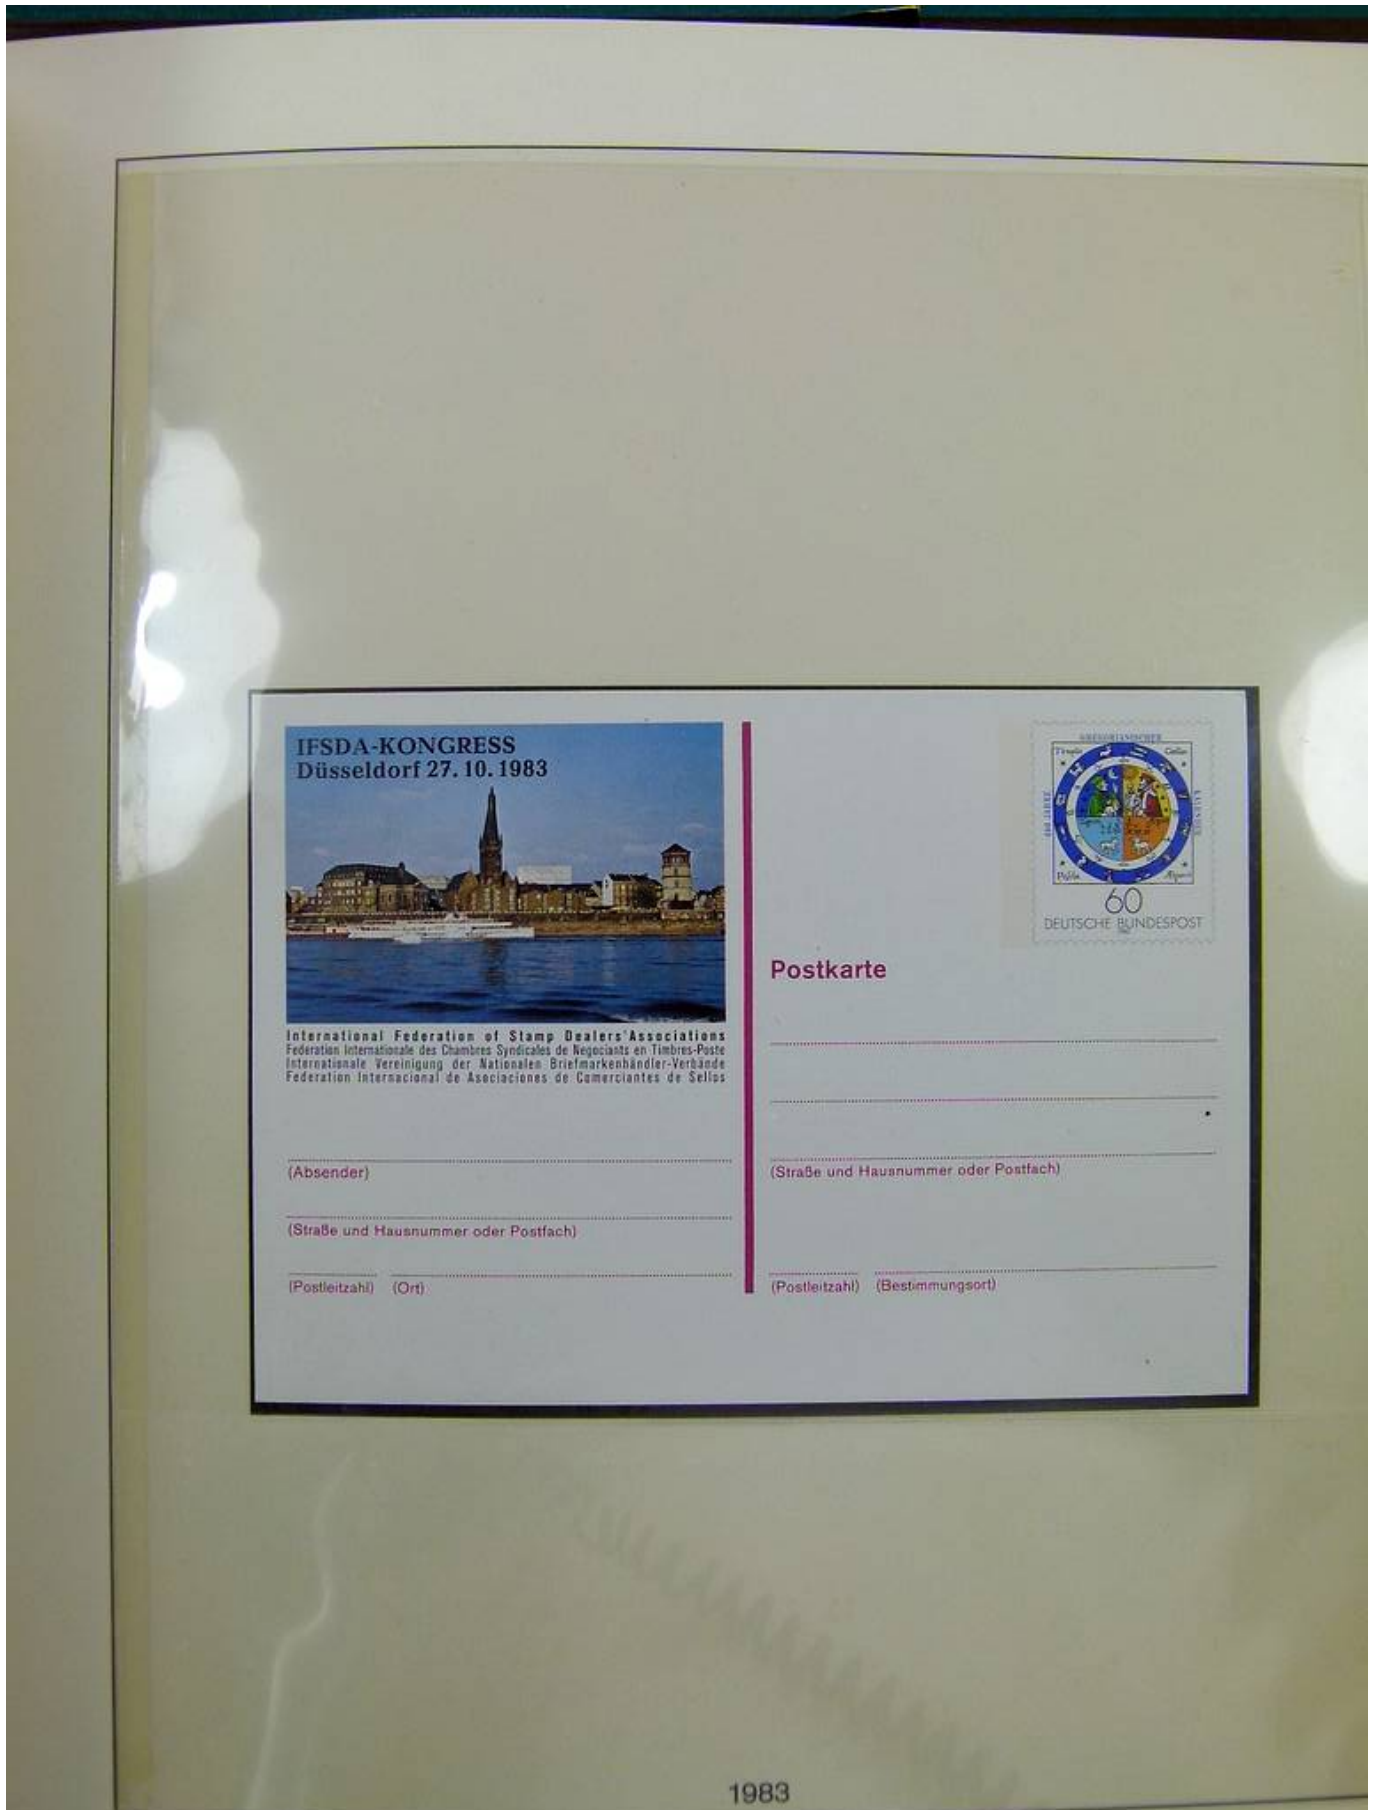 IFSDA-KONGRESS
Düsseldorf 27. 10. 1983
International Federation of Stamp Dealers' Associations
Federation Internationale des Chambres Syndicales de Negociants en Timbres-Poste
Internationale Vereinigung der Nationalen Briefmarkenhändler-Verbände
Federation Internacional de Asociaciones de Comerciantes de Sellos
(Absender)
(Straße und Hausnummer oder Postfach)
(Postleitzahl) (Ort)
GREGORIANISCHER
KALENDER
60
DEUTSCHE BUNDESPOST
Postkarte
(Straße und Hausnummer oder Postfach)
(Postleitzahl) (Bestimmungsort)
1983